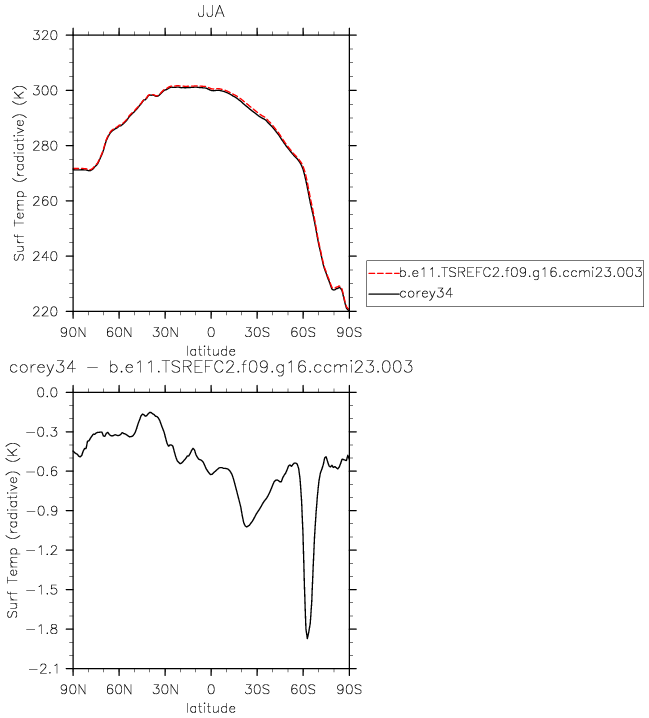 JJA
Surf Temp (radiative) (K)
320
300
280
260
240
220
90N 60N 30N 0 30S 60S 90S
latitude
b.e11.TSREFC2.f09.g16.ccmi23.003
corey34
corey34 - b.e11.TSREFC2.f09.g16.ccmi23.003
Surf Temp (radiative) (K)
0.0
-0.3
-0.6
-0.9
-1.2
-1.5
-1.8
-2.1
90N 60N 30N 0 30S 60S 90S
latitude